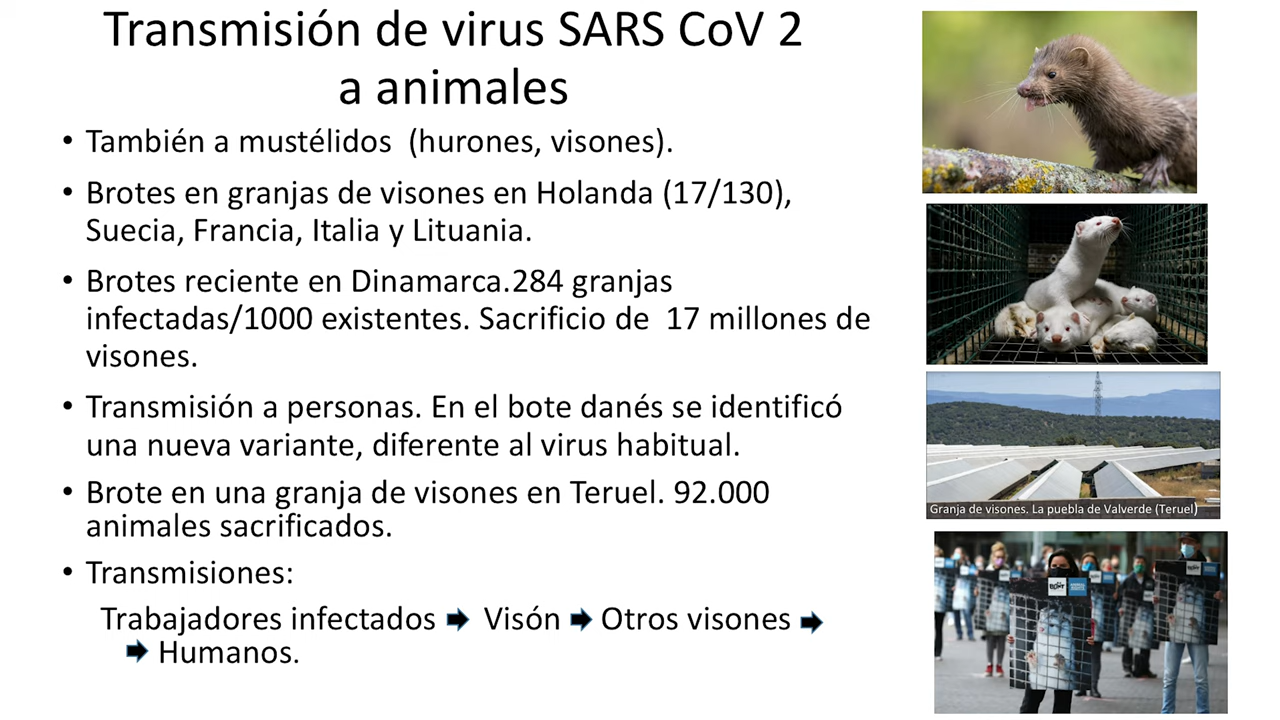 Transmisión de virus SARS CoV 2
a animales
• También a mustélidos (hurones, visones).
• Brotes en granjas de visones en Holanda (17/130),
Suecia, Francia, Italia y Lituania.
• Brotes reciente en Dinamarca.284 granjas
infectadas/1000 existentes. Sacrificio de 17 millones de
visones.
• Transmisión a personas. En el bote danés se identificó
una nueva variante, diferente al virus habitual.
• Brote en una granja de visones en Teruel. 92.000
animales sacrificados.
• Transmisiones:
Trabajadores infectados ➡ Visón ➡ Otros visones ➡
➡ Humanos.
Granja de visones. La puebla de Valverde (Teruel)